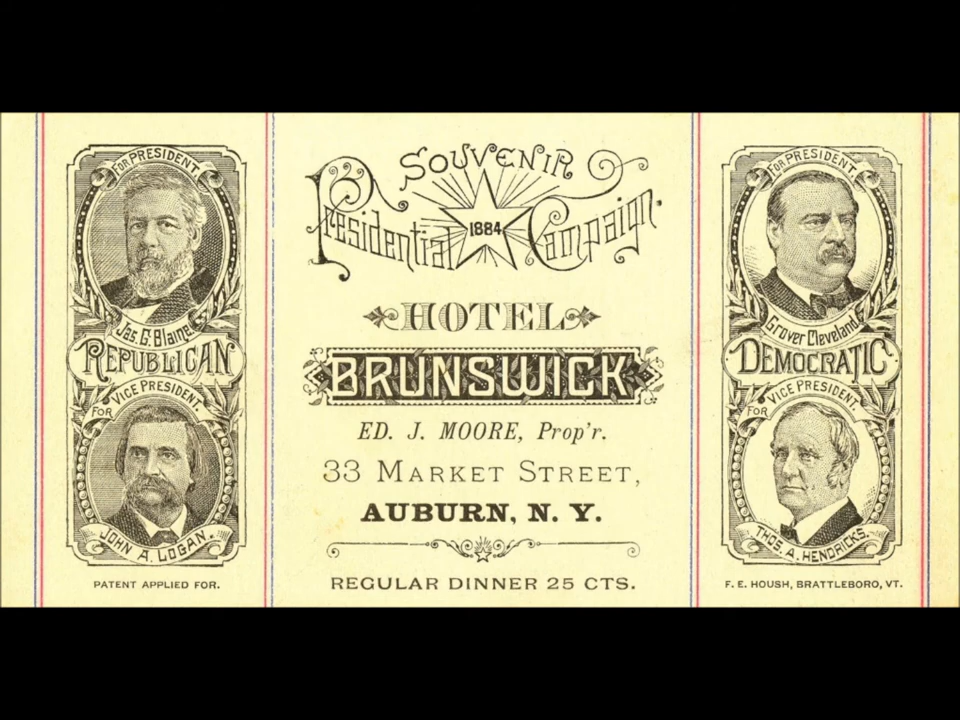 FOR PRESIDENT
Jas. G. Blaine
REPUBLICAN
FOR VICE PRESIDENT.
JOHN A. LOGAN.
PATENT APPLIED FOR.
SOUVENIR
Presidential 1884 Campaign.
HOTEL
BRUNSWICK
ED. J. MOORE, Prop'r.
33 MARKET STREET,
AUBURN, N. Y.
REGULAR DINNER 25 CTS.
FOR PRESIDENT
Grover Cleveland
DEMOCRATIC
FOR VICE PRESIDENT.
THOS. A. HENDRICKS.
F. E. HOUSH, BRATTLEBORO, VT.